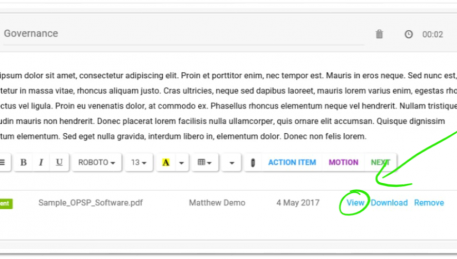 Governance 00:02
ipsum dolor sit amet, consectetur adipiscing elit. Proin et porttitor enim, nec tempor est. Mauris in eros neque. Sed nunc est,
tetur in massa vitae, rhoncus aliquam justo. Cras ultricies, neque sed dapibus laoreet, mauris lorem varius enim, egestas rho
ectus vel ligula. Proin eu venenatis dolor, at commodo ex. Phasellus rhoncus elementum neque vel hendrerit. Nullam tristique
udin mauris non hendrerit. Donec placerat lorem facilisis nulla ullamcorper, quis ornare elit accumsan. Quisque dignissim
tum elementum. Sed eget nulla gravida, interdum libero in, elementum dolor. Donec non felis lorem.
B I U ROBOTO 13 A ACTION ITEM MOTION NEXT
ent Sample_OPSP_Software.pdf Matthew Demo 4 May 2017 View Download Remove